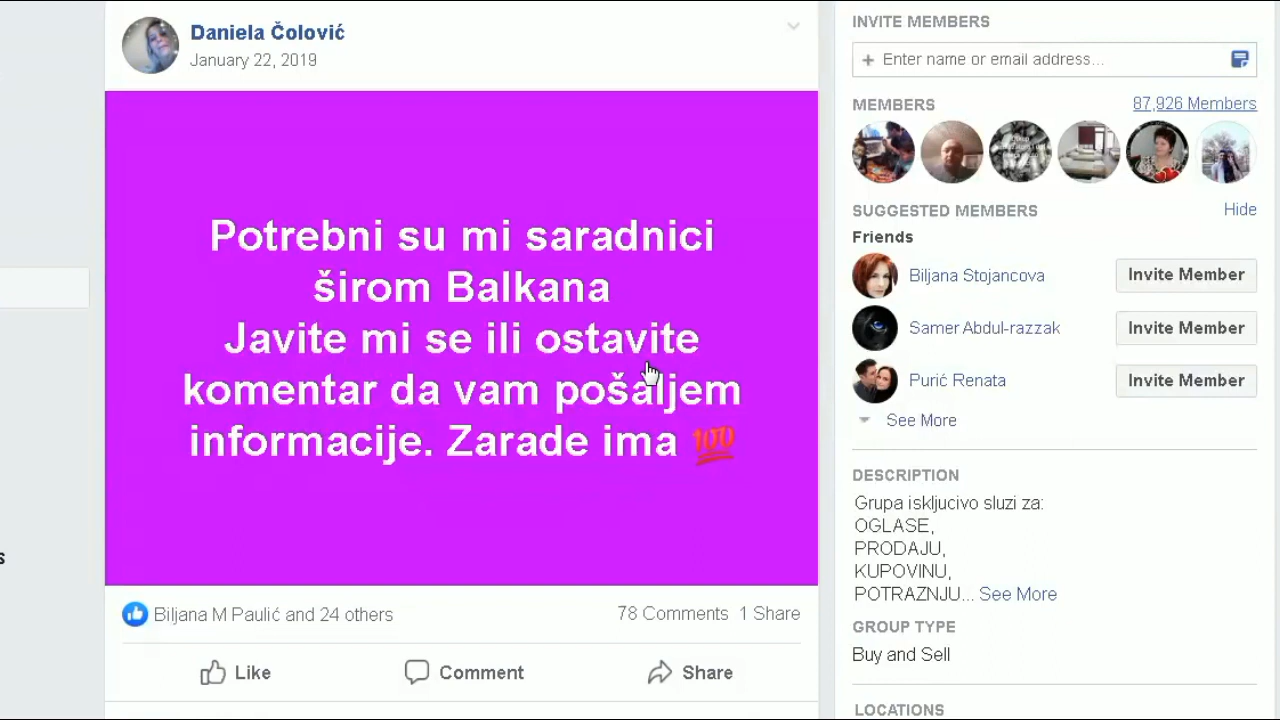 Daniela Čolović
January 22, 2019
Potrebni su mi saradnici
širom Balkana
Javite mi se ili ostavite
komentar da vam pošaljem
informacije. Zarade ima 💯
Biljana M Paulić and 24 others
78 Comments 1 Share
Like Comment Share
INVITE MEMBERS
+ Enter name or email address...
MEMBERS 87,926 Members
SUGGESTED MEMBERS Hide
Friends
Biljana Stojancova Invite Member
Samer Abdul-razzak Invite Member
Purić Renata Invite Member
See More
DESCRIPTION
Grupa iskljucivo sluzi za:
OGLASE,
PRODAJU,
KUPOVINU,
POTRAZNJU... See More
GROUP TYPE
Buy and Sell
LOCATIONS